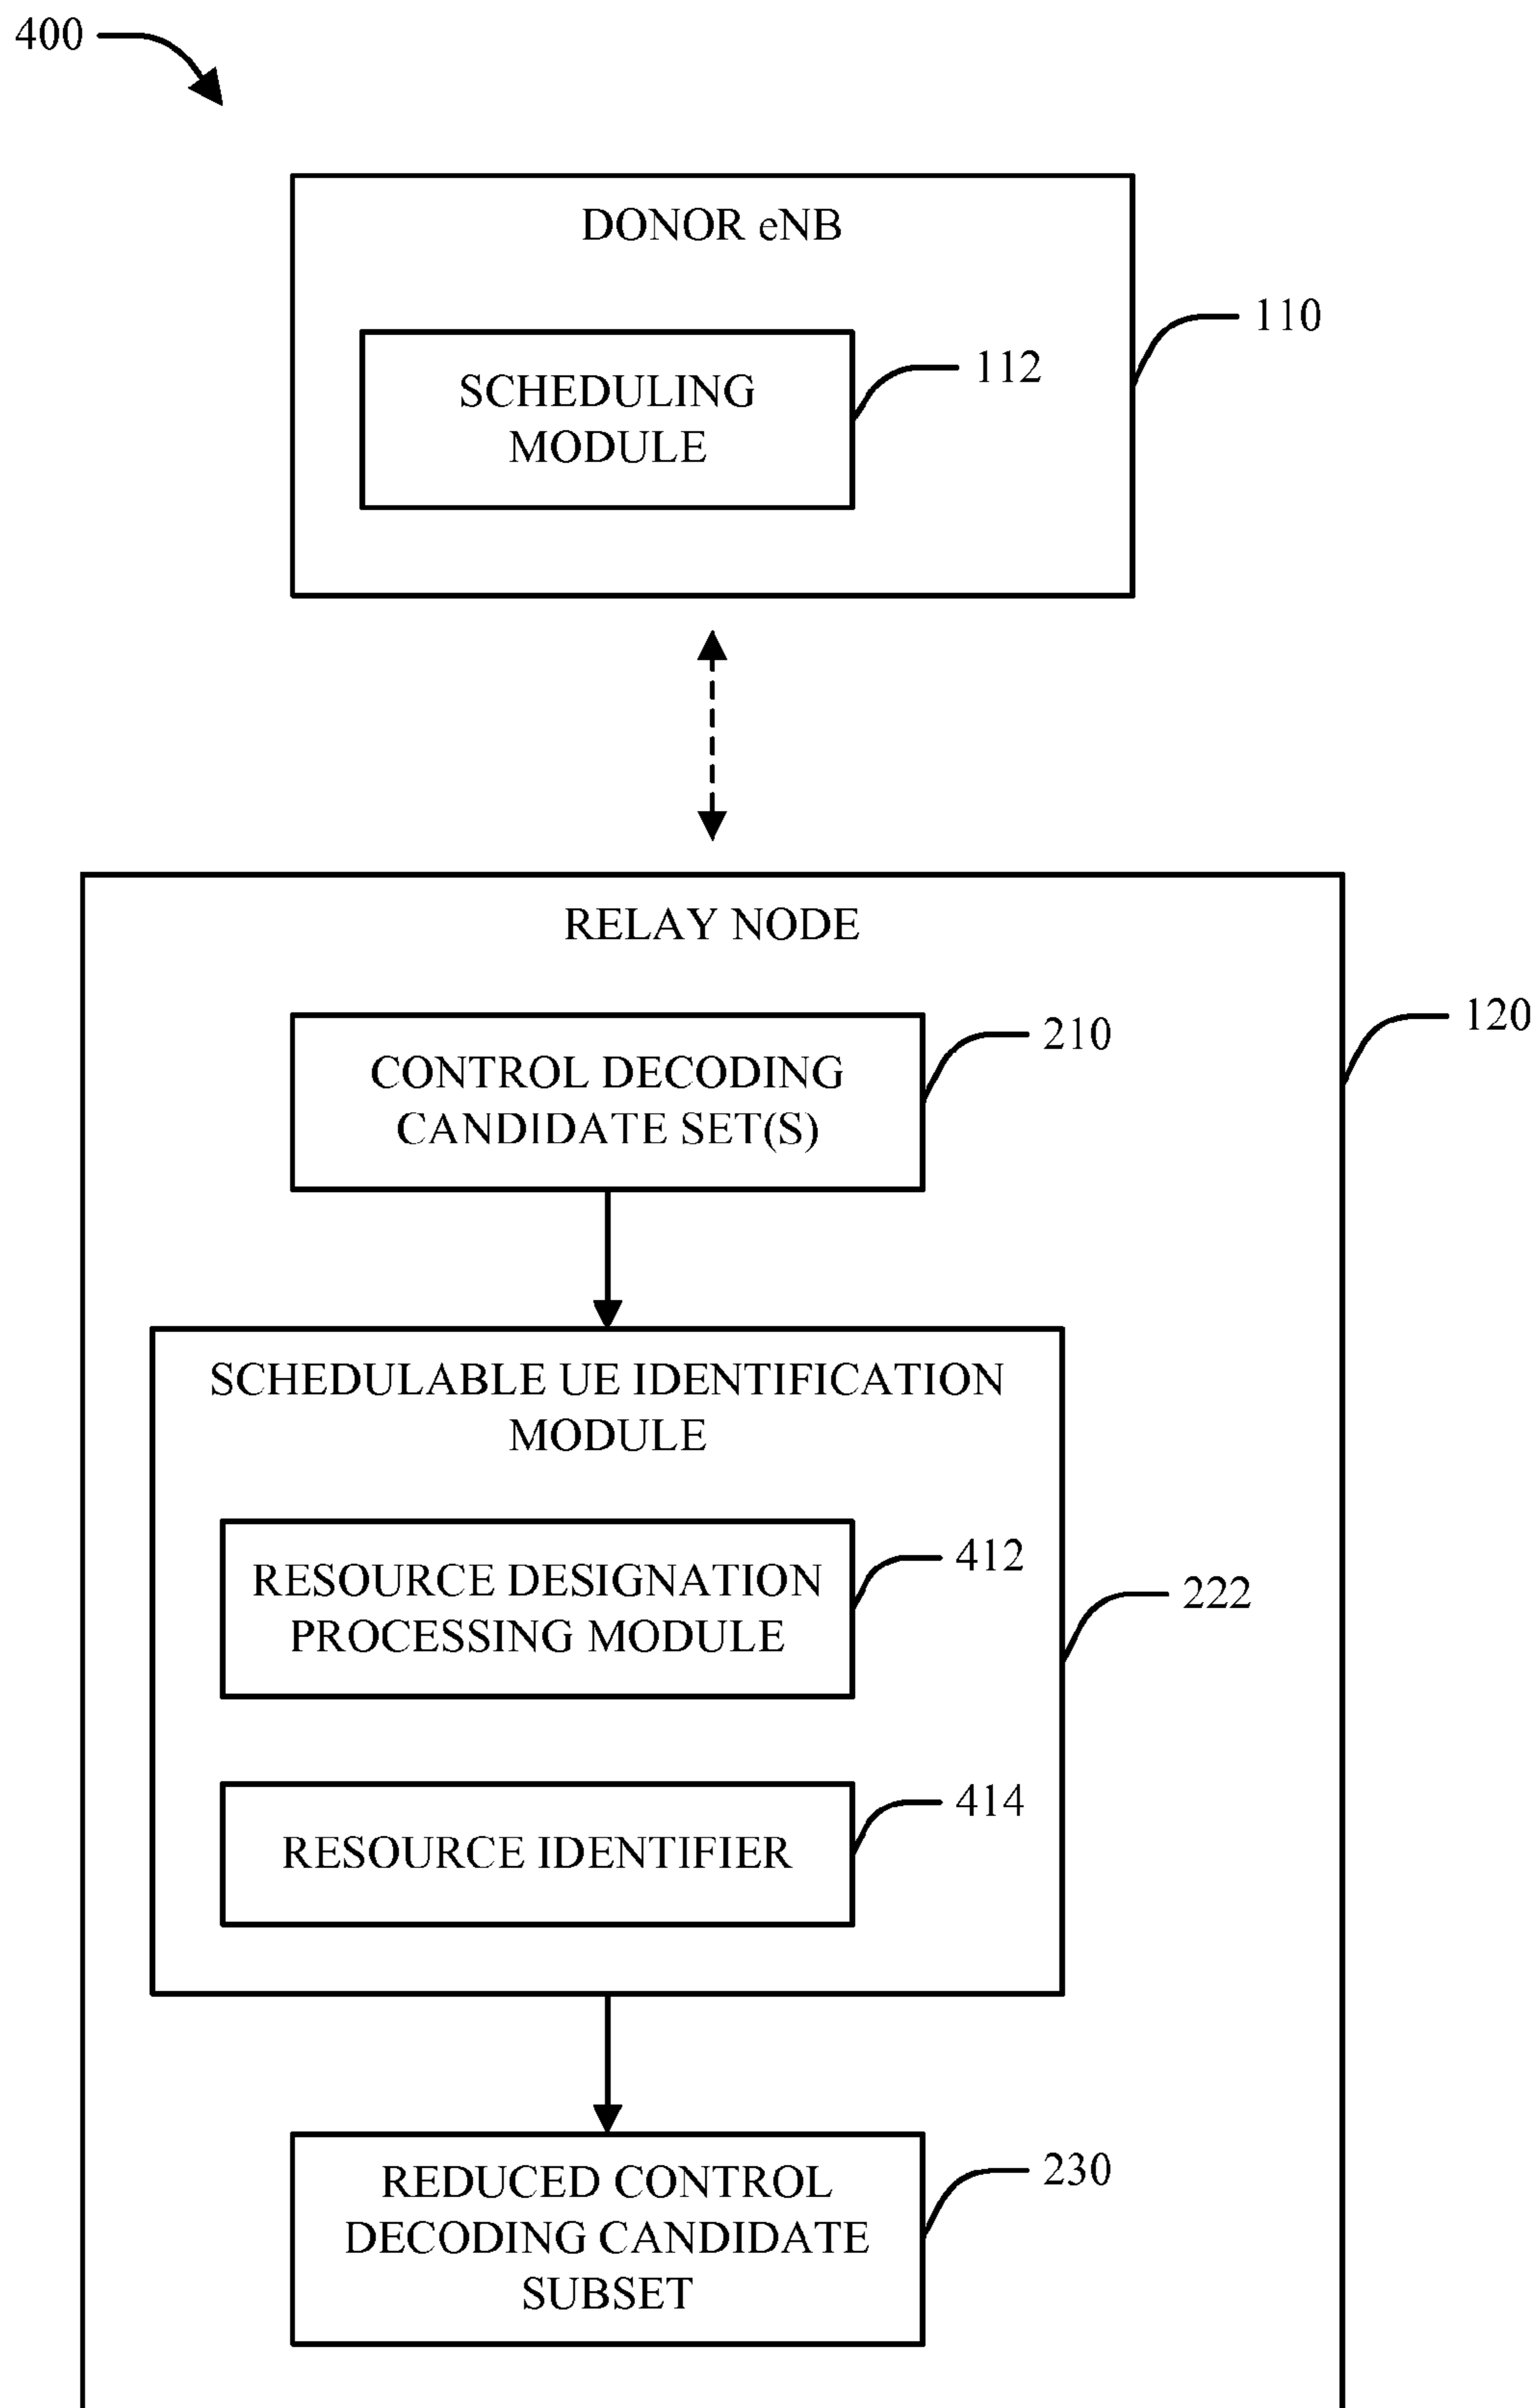 400
DONOR eNB
110
SCHEDULING
MODULE
112
RELAY NODE
120
CONTROL DECODING
CANDIDATE SET(S)
210
SCHEDULABLE UE IDENTIFICATION
MODULE
222
RESOURCE DESIGNATION
PROCESSING MODULE
412
RESOURCE IDENTIFIER
414
REDUCED CONTROL
DECODING CANDIDATE
SUBSET
230